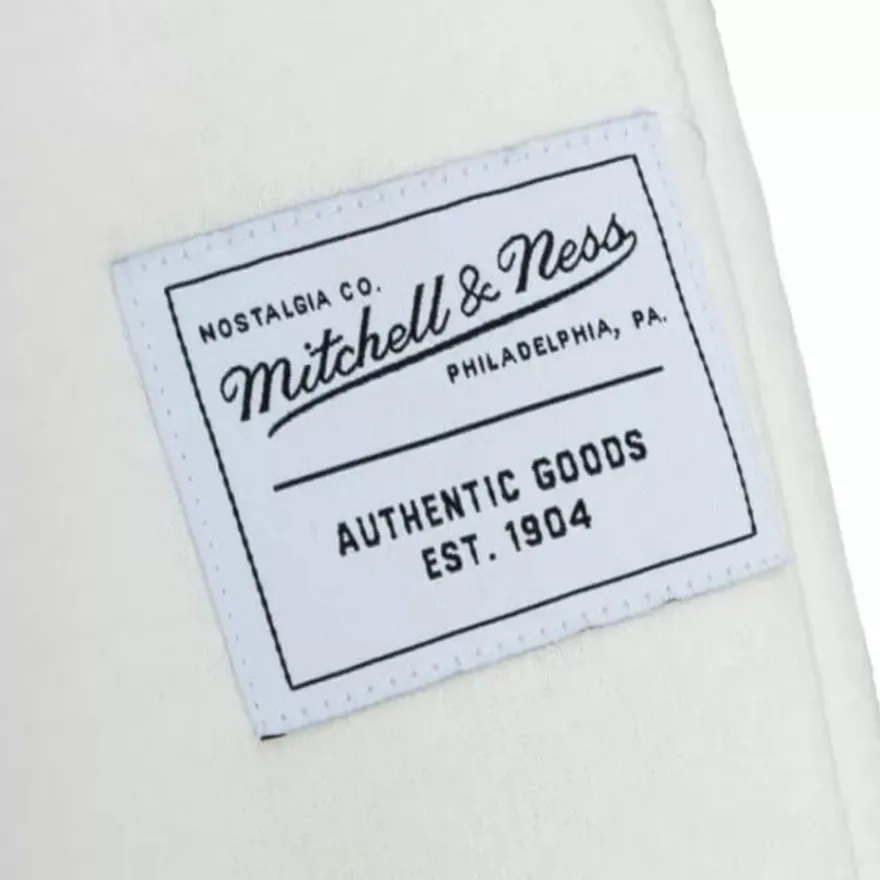 NOSTALGIA CO.
Mitchell & Ness
PHILADELPHIA, PA.
AUTHENTIC GOODS
EST. 1904